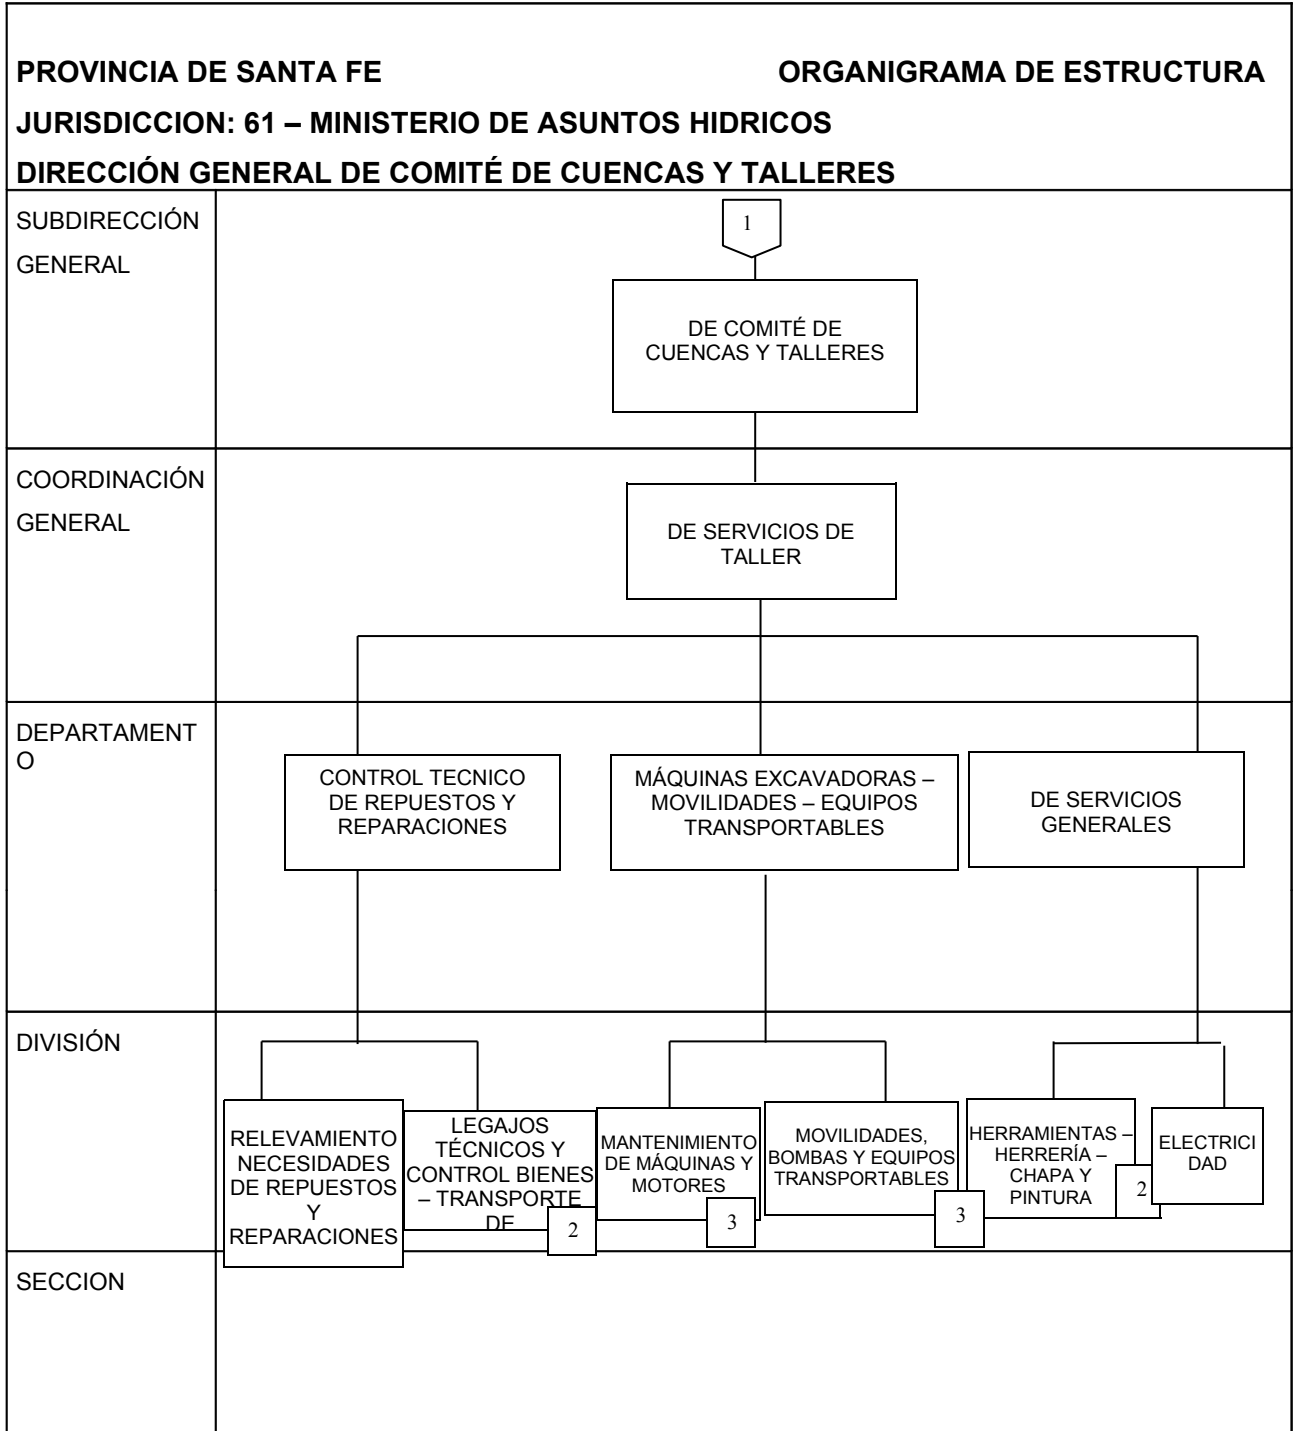 PROVINCIA DE SANTA FE ORGANIGRAMA DE ESTRUCTURA
JURISDICCION: 61 – MINISTERIO DE ASUNTOS HIDRICOS
DIRECCIÓN GENERAL DE COMITÉ DE CUENCAS Y TALLERES
SUBDIRECCIÓN
GENERAL
1
DE COMITÉ DE
CUENCAS Y TALLERES
COORDINACIÓN
GENERAL
DE SERVICIOS DE
TALLER
DEPARTAMENT
O
CONTROL TECNICO
DE REPUESTOS Y
REPARACIONES
MÁQUINAS EXCAVADORAS –
MOVILIDADES – EQUIPOS
TRANSPORTABLES
DE SERVICIOS
GENERALES
DIVISIÓN
RELEVAMIENTO
NECESIDADES
DE REPUESTOS
Y
REPARACIONES
LEGAJOS
TÉCNICOS Y
CONTROL BIENES
– TRANSPORTE
DE
2
MANTENIMIENTO
DE MÁQUINAS Y
MOTORES
3
MOVILIDADES,
BOMBAS Y EQUIPOS
TRANSPORTABLES
3
HERRAMIENTAS –
HERRERÍA –
CHAPA Y
PINTURA
2
ELECTRICI
DAD
SECCION